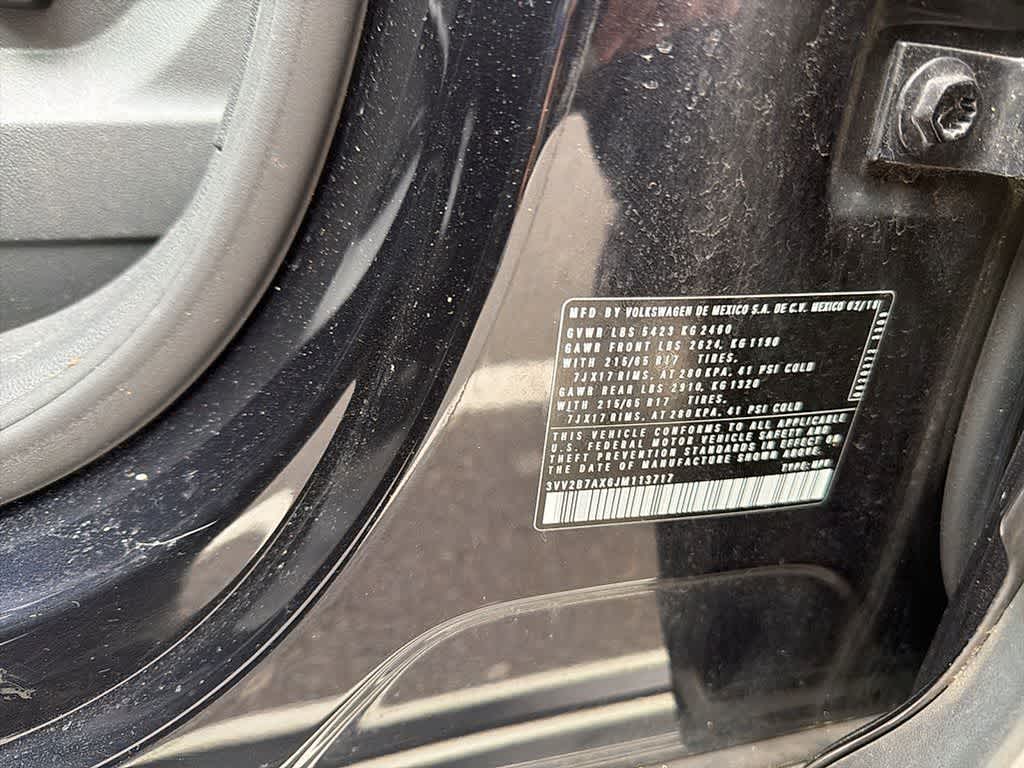 MFD. BY VOLKSWAGEN DE MEXICO S.A. DE C.V. MEXICO 02/18
GVWR LBS 5423 KG 2460
GAWR FRONT LBS 2624, KG 1190
WITH 215/65 R17 TIRES.
7JX17 RIMS, AT 280 KPA, 41 PSI COLD
GAWR REAR LBS 2910, KG 1320
WITH 215/65 R17 TIRES.
7JX17 RIMS, AT 280 KPA, 41 PSI COLD
THIS VEHICLE CONFORMS TO ALL APPLICABLE
U.S. FEDERAL MOTOR VEHICLE SAFETY AND
THEFT PREVENTION STANDARDS IN EFFECT ON
THE DATE OF MANUFACTURE SHOWN ABOVE.
TYPE: MPV
3VV2B7AX6JM113717